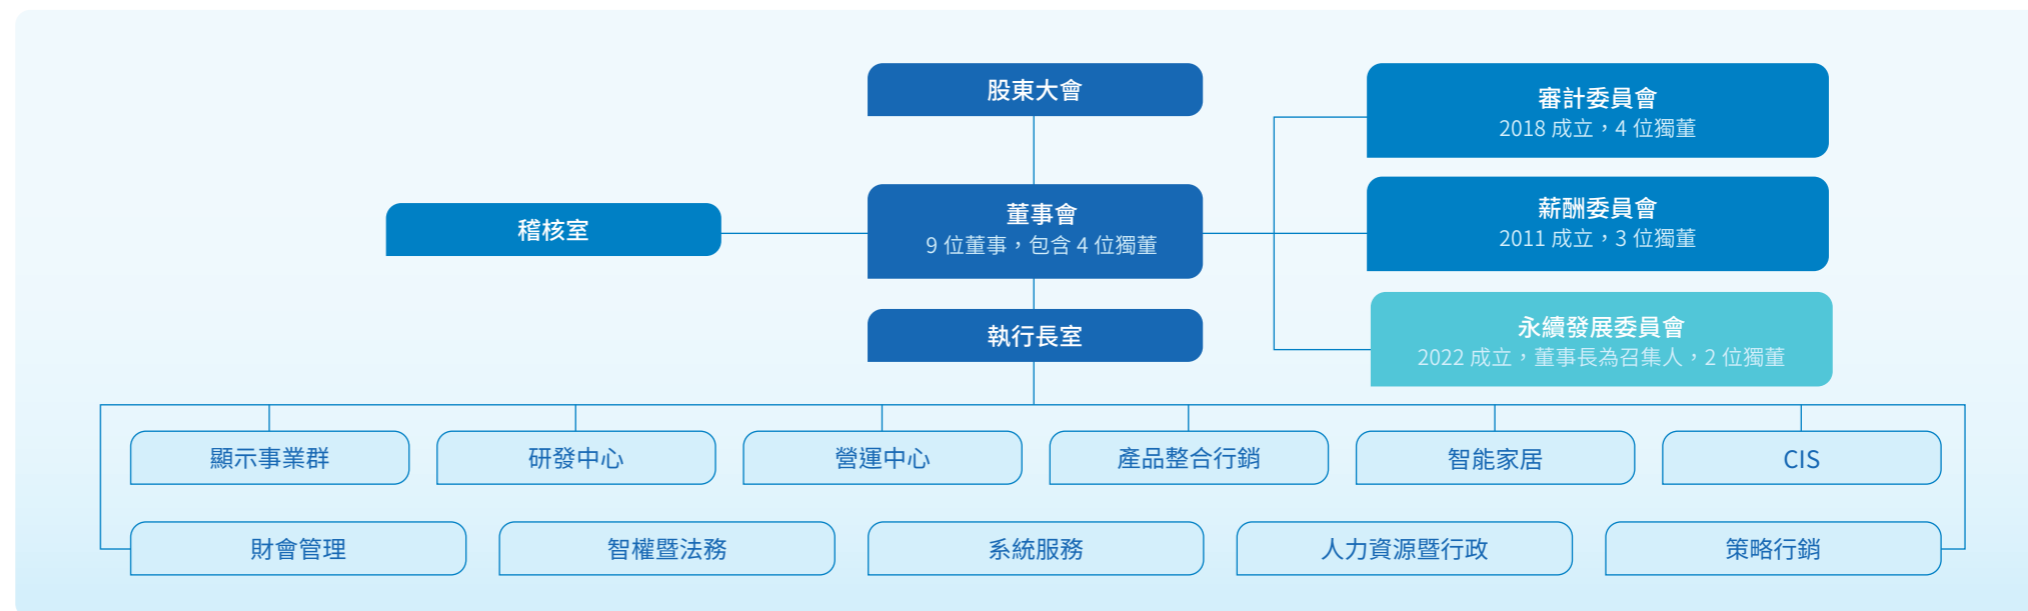 股東大會
審計委員會
2018 成立，4 位獨董
稽核室
董事會
9 位董事，包含 4 位獨董
薪酬委員會
2011 成立，3 位獨董
執行長室
永續發展委員會
2022 成立，董事長為召集人，2 位獨董
顯示事業群
研發中心
營運中心
產品整合行銷
智能家居
CIS
財會管理
智權暨法務
系統服務
人力資源暨行政
策略行銷